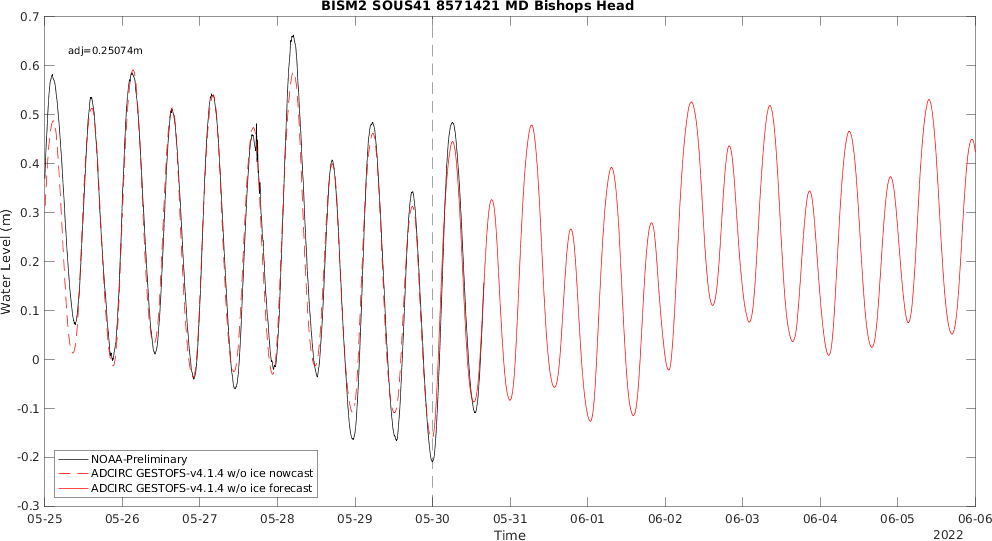 BISM2 SOUS41 8571421 MD Bishops Head
adj=0.25074m
0.7
0.6
0.5
0.4
0.3
0.2
0.1
0
-0.1
-0.2
-0.3
Water Level (m)
NOAA-Preliminary
ADCIRC GESTOFS-v4.1.4 w/o ice nowcast
ADCIRC GESTOFS-v4.1.4 w/o ice forecast
05-25 05-26 05-27 05-28 05-29 05-30 05-31 06-01 06-02 06-03 06-04 06-05 06-06
Time
2022